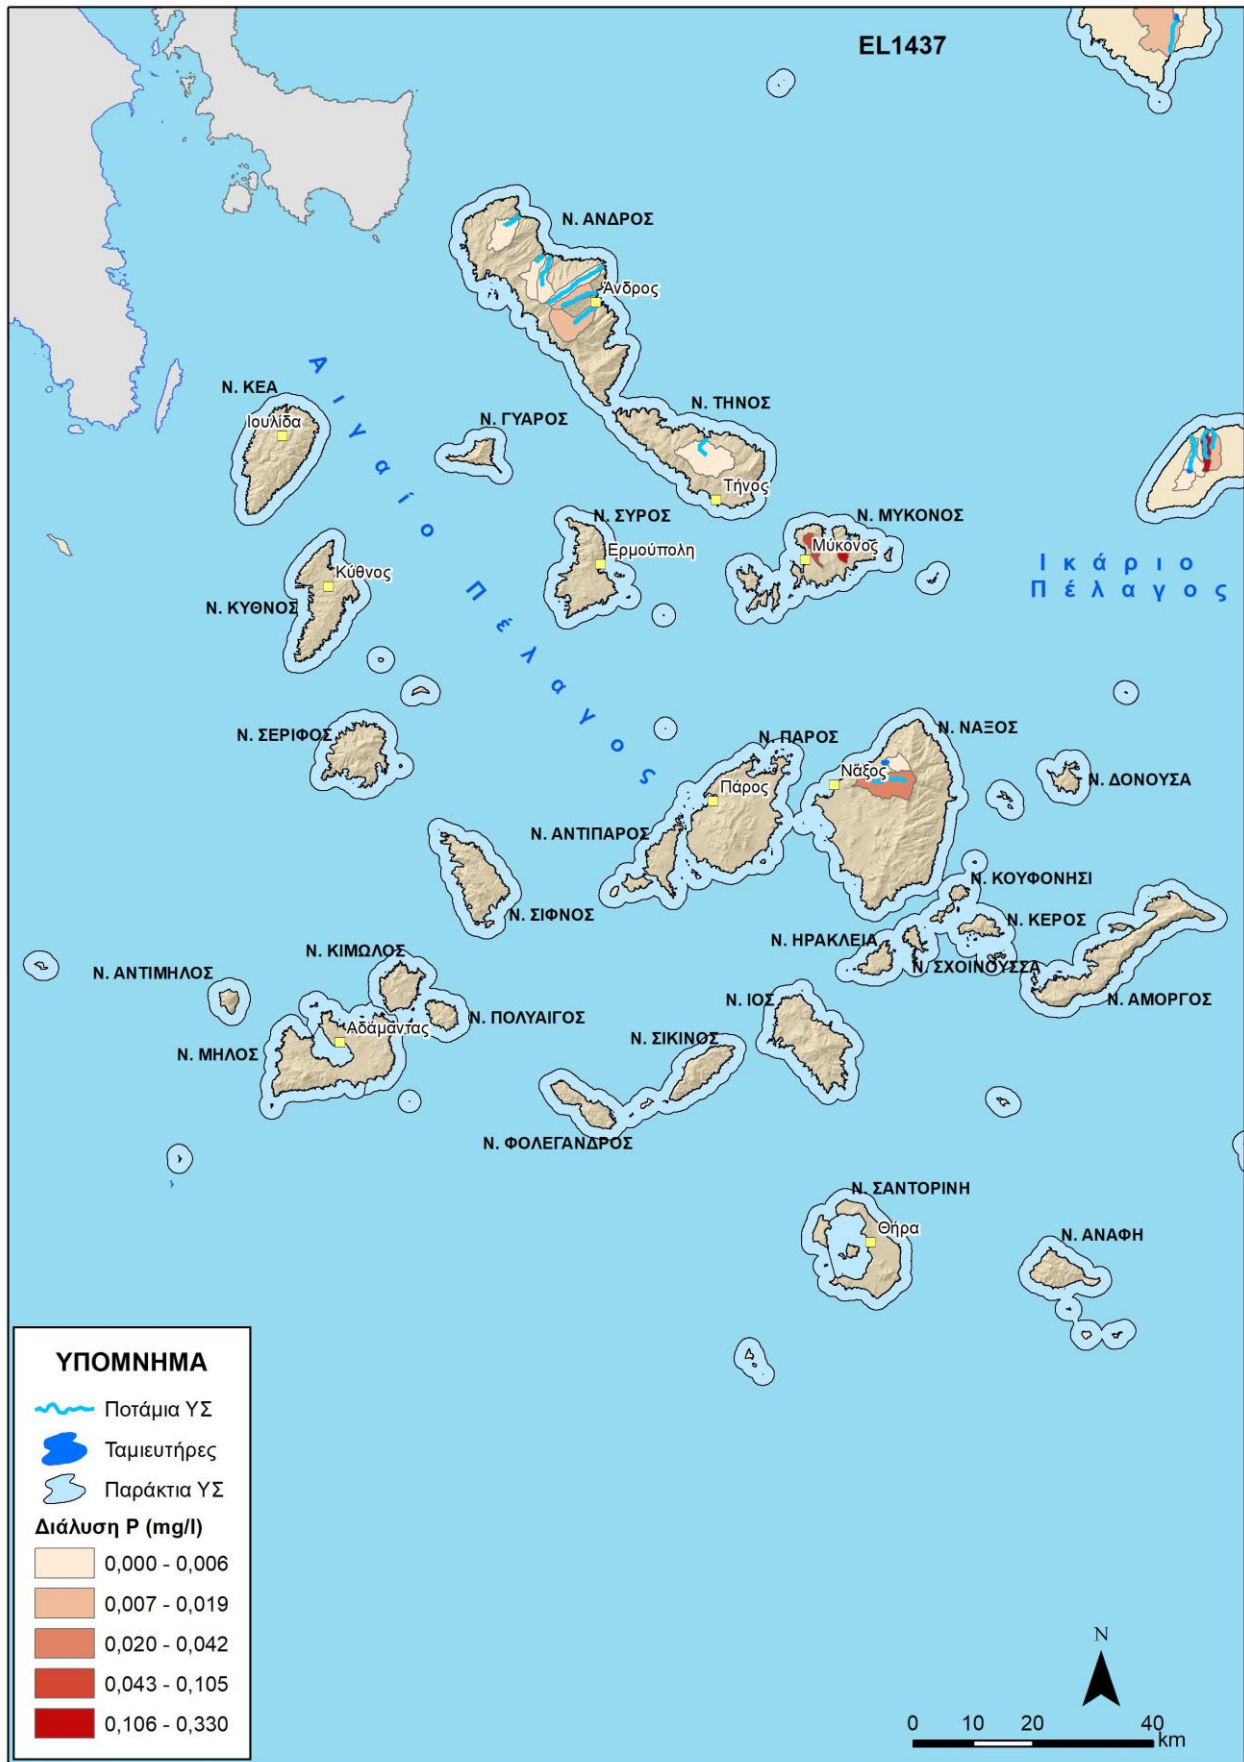 EL1437
Ν. ΑΝΔΡΟΣ
Άνδρος
Ν. ΚΕΑ
Ιουλίδα
Ν. ΓΥΑΡΟΣ
Ν. ΤΗΝΟΣ
Τήνος
Αιγαίο Πέλαγος
Ν. ΣΥΡΟΣ
Ερμούπολη
Ν. ΜΥΚΟΝΟΣ
Μύκονος
Ικάριο
Πέλαγος
Κύθνος
Ν. ΚΥΘΝΟΣ
Ν. ΣΕΡΙΦΟΣ
Ν. ΠΑΡΟΣ
Πάρος
Ν. ΝΑΞΟΣ
Νάξος
Ν. ΔΟΝΟΥΣΑ
Ν. ΑΝΤΙΠΑΡΟΣ
Ν. ΚΟΥΦΟΝΗΣΙ
Ν. ΣΙΦΝΟΣ
Ν. ΚΕΡΟΣ
Ν. ΗΡΑΚΛΕΙΑ
Ν. ΣΧΟΙΝΟΥΣΣΑ
Ν. ΚΙΜΩΛΟΣ
Ν. ΑΝΤΙΜΗΛΟΣ
Ν. ΑΜΟΡΓΟΣ
Ν. ΙΟΣ
Ν. ΠΟΛΥΑΙΓΟΣ
Αδάμαντας
Ν. ΜΗΛΟΣ
Ν. ΣΙΚΙΝΟΣ
Ν. ΦΟΛΕΓΑΝΔΡΟΣ
Ν. ΣΑΝΤΟΡΙΝΗ
Θήρα
Ν. ΑΝΑΦΗ
ΥΠΟΜΝΗΜΑ
Ποτάμια ΥΣ
Ταμιευτήρες
Παράκτια ΥΣ
Διάλυση P (mg/l)
0,000 - 0,006
0,007 - 0,019
0,020 - 0,042
0,043 - 0,105
0,106 - 0,330
N
0 10 20 40
km